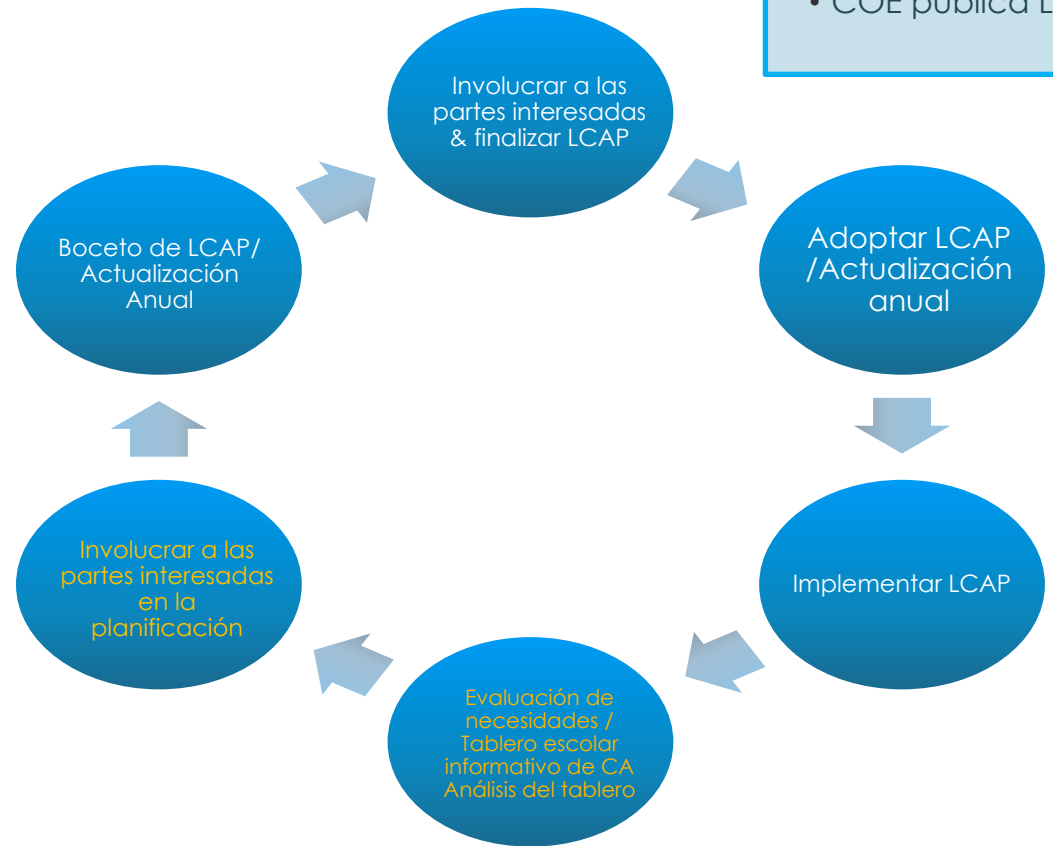 • COE publica L
Involucrar a las
partes interesadas
& finalizar LCAP
Adoptar LCAP
/Actualización
anual
Implementar LCAP
Evaluación de
necesidades /
Tablero escolar
informativo de CA
Análisis del tablero
Involucrar a las
partes interesadas
en la
planificación
Boceto de LCAP/
Actualización
Anual